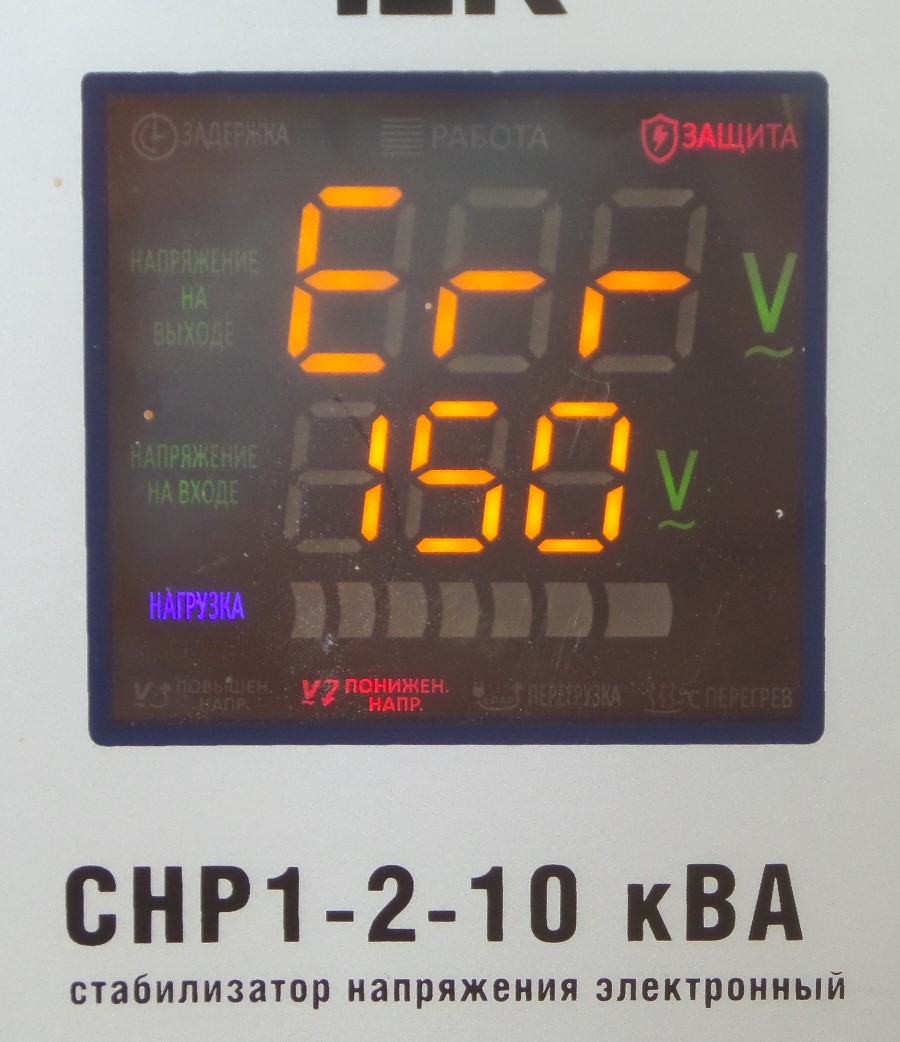 ЗАДЕРЖКА РАБОТА ЗАЩИТА
НАПРЯЖЕНИЕ
НА
ВЫХОДЕ
Err V
~
НАПРЯЖЕНИЕ
НА ВХОДЕ
150 V
~
НАГРУЗКА
V ПОВЫШЕН.
НАПР.
V ПОНИЖЕН.
НАПР.
ПЕРЕГРУЗКА
°C ПЕРЕГРЕВ
СНР1-2-10 кВА
стабилизатор напряжения электронный